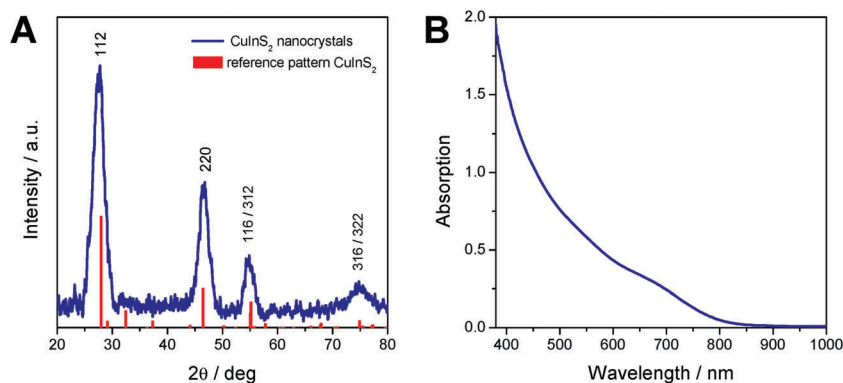 A
112
CuInS₂ nanocrystals
reference pattern CuInS₂
220
116 / 312
316 / 322
Intensity / a.u.
20 30 40 50 60 70 80
2θ / deg
B
2.0
1.5
1.0
0.5
0.0
Absorption
400 500 600 700 800 900 1000
Wavelength / nm